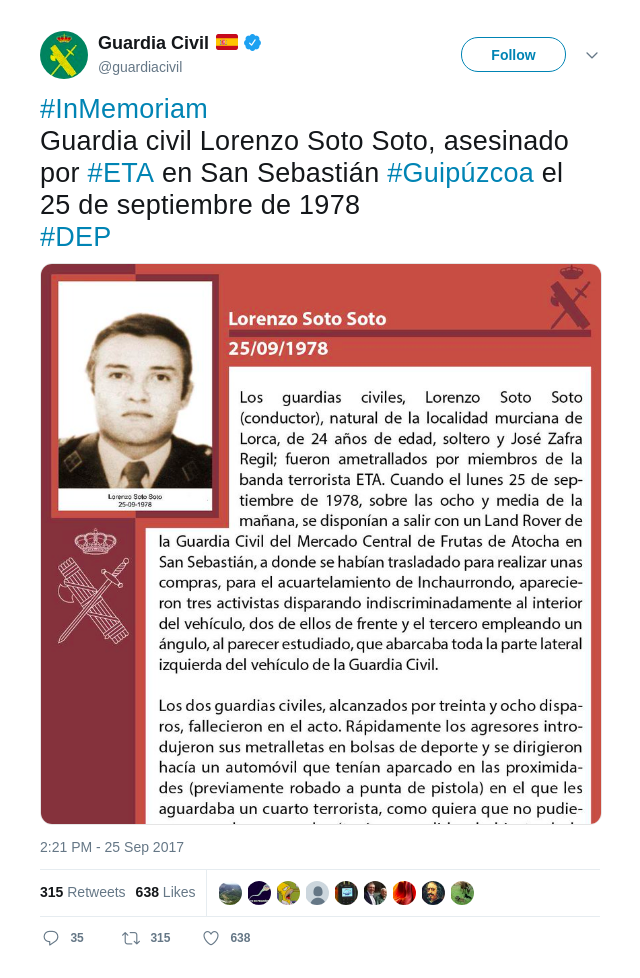 Guardia Civil
@guardiacivil
Follow
#InMemoriam
Guardia civil Lorenzo Soto Soto, asesinado
por #ETA en San Sebastián #Guipúzcoa el
25 de septiembre de 1978
#DEP
Lorenzo Soto Soto
25/09/1978
Lorenzo Soto Soto
25-09-1978
Los guardias civiles, Lorenzo Soto Soto
(conductor), natural de la localidad murciana de
Lorca, de 24 años de edad, soltero y José Zafra
Regil; fueron ametrallados por miembros de la
banda terrorista ETA. Cuando el lunes 25 de sep-
tiembre de 1978, sobre las ocho y media de la
mañana, se disponían a salir con un Land Rover de
la Guardia Civil del Mercado Central de Frutas de Atocha en
San Sebastián, a donde se habían trasladado para realizar unas
compras, para el acuartelamiento de Inchaurrondo, aparecie-
ron tres activistas disparando indiscriminadamente al interior
del vehículo, dos de ellos de frente y el tercero empleando un
ángulo, al parecer estudiado, que abarcaba toda la parte lateral
izquierda del vehículo de la Guardia Civil.
Los dos guardias civiles, alcanzados por treinta y ocho dispa-
ros, fallecieron en el acto. Rápidamente los agresores intro-
dujeron sus metralletas en bolsas de deporte y se dirigieron
hacía un automóvil que tenían aparcado en las proximida-
des (previamente robado a punta de pistola) en el que les
aguardaba un cuarto terrorista, como quiera que no pudie-
2:21 PM - 25 Sep 2017
315 Retweets 638 Likes
35 315 638